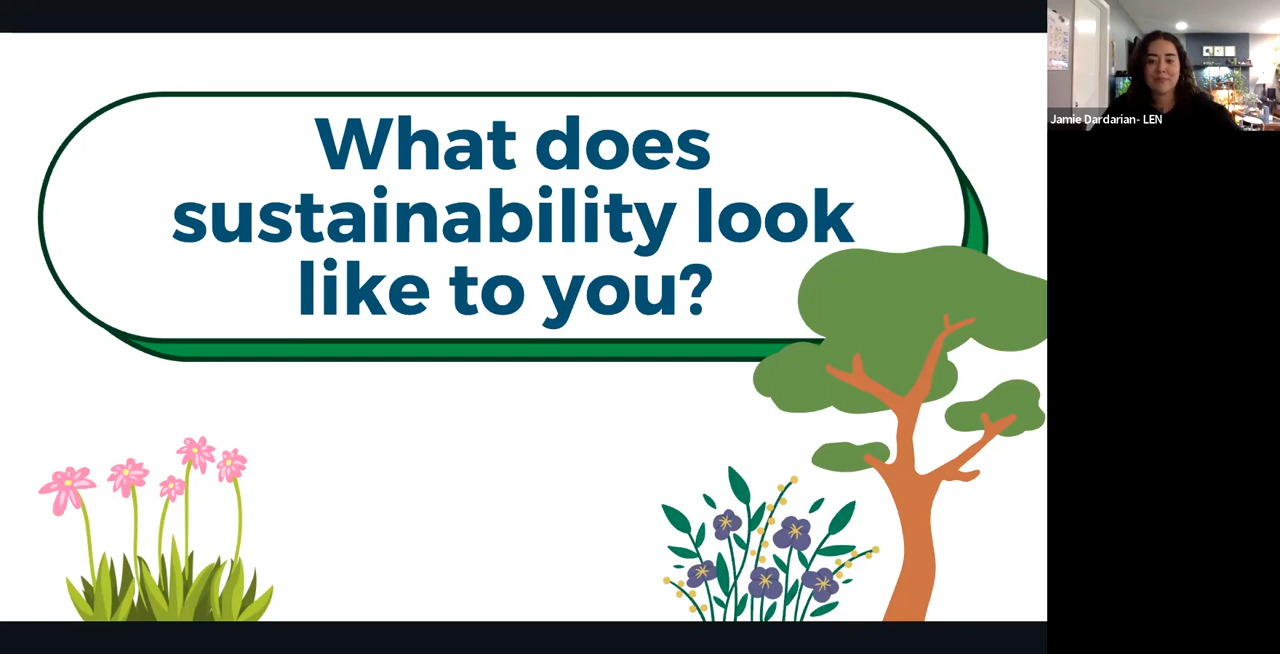 What does
sustainability look
like to you?
Jamie Dardarian- LEN